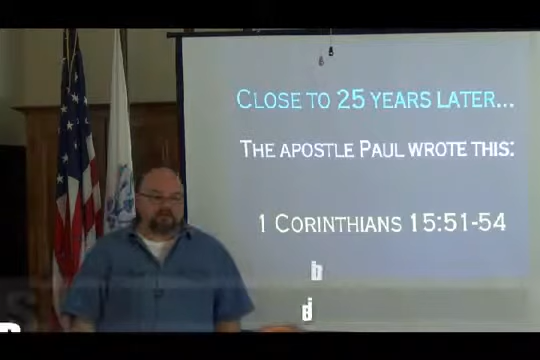 Close to 25 years later...
The apostle Paul wrote this:
1 Corinthians 15:51-54